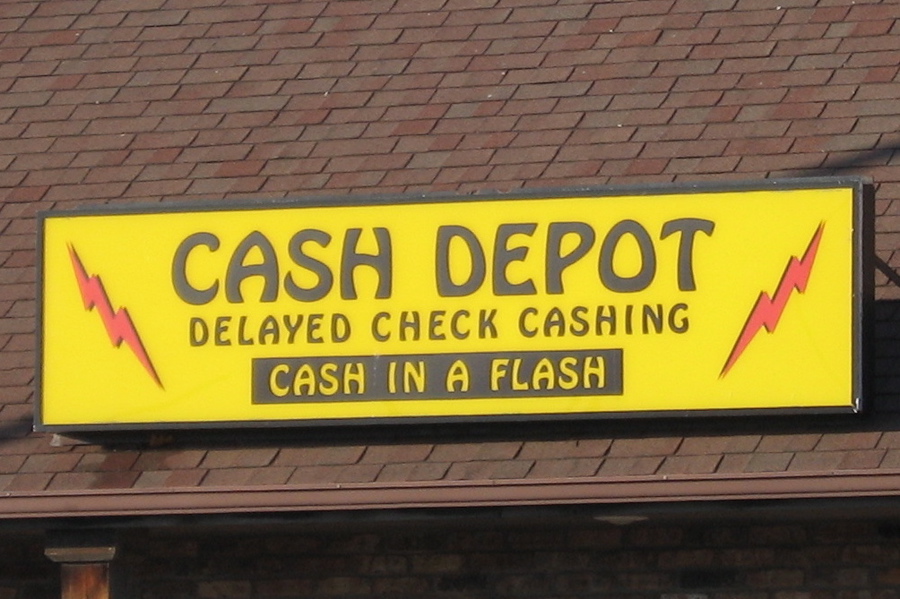 CASH DEPOT
DELAYED CHECK CASHING
CASH IN A FLASH